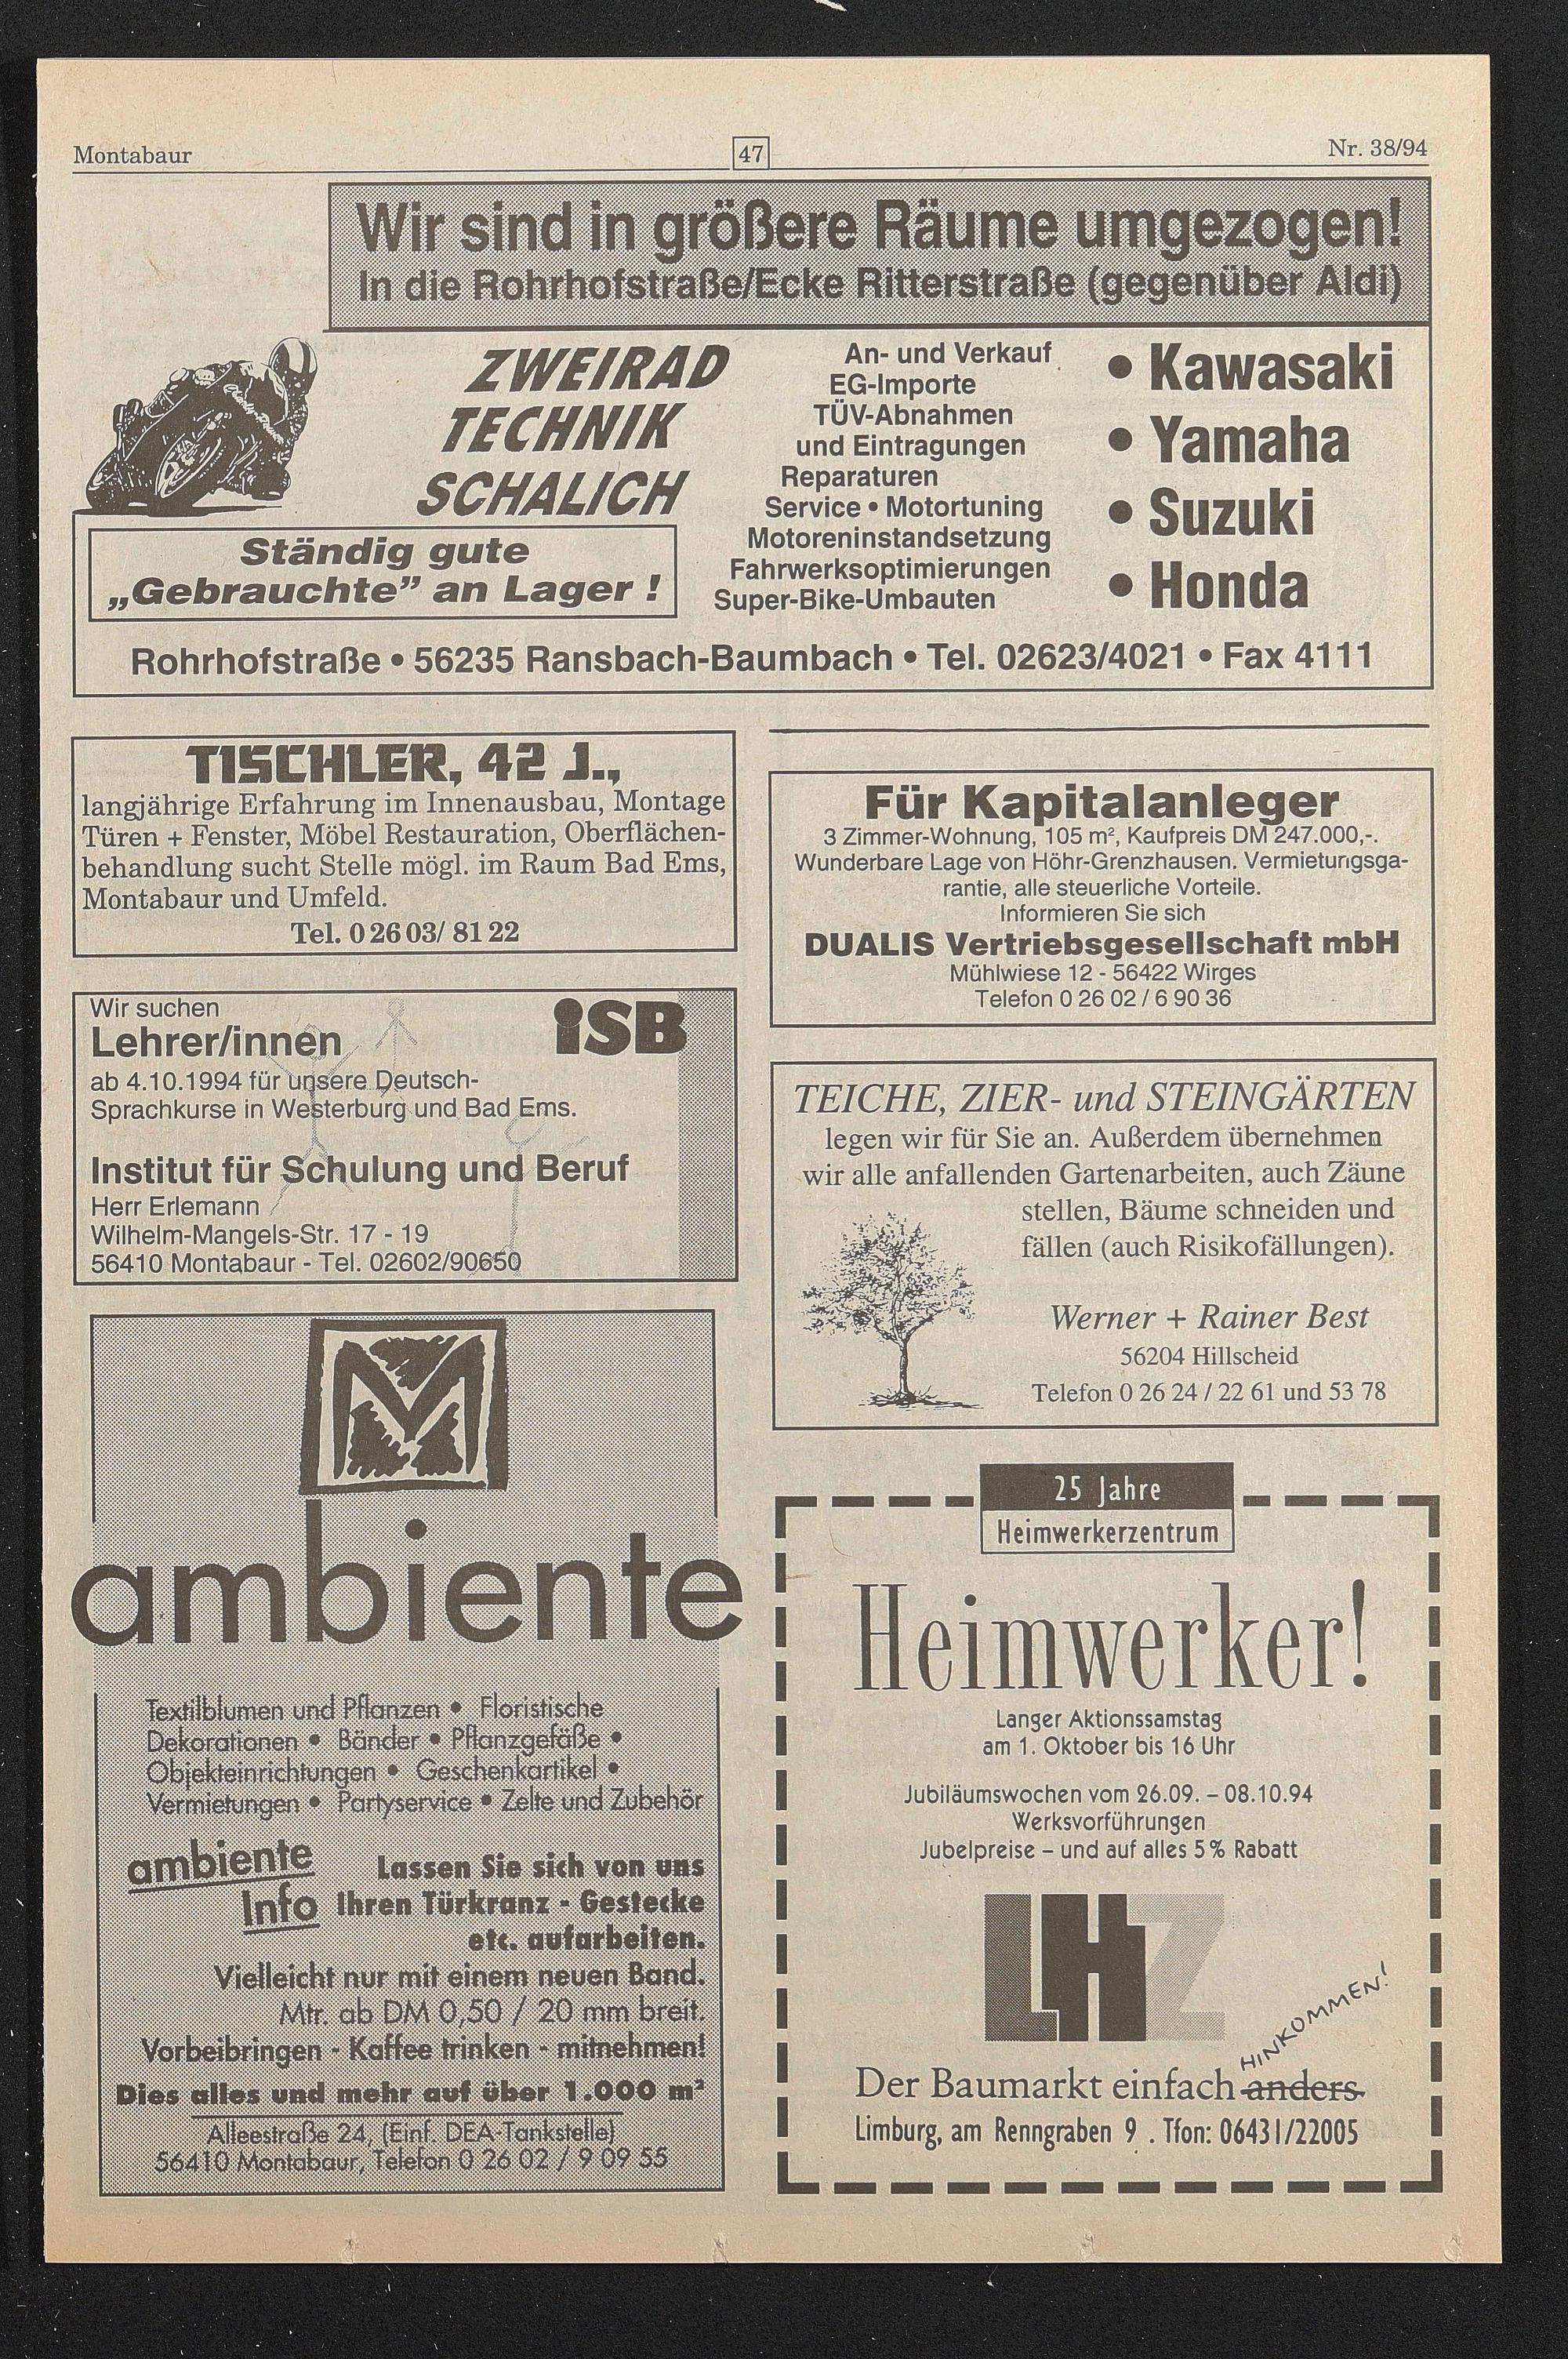 Montabaur
47
Nr. 38/94
Wir sind in größere Räume umgezogen!
In die Rohrhofstraße/Ecke Ritterstraße (gegenüber Aldi)
ZWEIRAD
TECHNIK
SCHALICH
Ständig gute
„Gebrauchte” an Lager !
An- und Verkauf
EG-Importe
TÜV-Abnahmen
und Eintragungen
Reparaturen
Service • Motortuning
Motoreninstandsetzung
Fahrwerksoptimierungen
Super-Bike-Umbauten
• Kawasaki
• Yamaha
• Suzuki
• Honda
Rohrhofstraße • 56235 Ransbach-Baumbach • Tel. 02623/4021 • Fax 4111
TISCHLER, 42 J.,
langjährige Erfahrung im Innenausbau, Montage
Türen + Fenster, Möbel Restauration, Oberflächen-
behandlung sucht Stelle mögl. im Raum Bad Ems,
Montabaur und Umfeld.
Tel. 0 26 03/ 81 22
Wir suchen
Lehrer/innen
iSB
ab 4.10.1994 für unsere Deutsch-
Sprachkurse in Westerburg und Bad Ems.
Institut für Schulung und Beruf
Herr Erlemann
Wilhelm-Mangels-Str. 17 - 19
56410 Montabaur - Tel. 02602/90650
M
ambiente
Textilblumen und Pflanzen • Floristische
Dekorationen • Bänder • Pflanzgefäße •
Objekteinrichtungen • Geschenkartikel •
Vermietungen • Partyservice • Zelte und Zubehör
ambiente
Info
Lassen Sie sich von uns
Ihren Türkranz - Gestecke
etc. aufarbeiten.
Vielleicht nur mit einem neuen Band.
Mtr. ab DM 0,50 / 20 mm breit.
Vorbeibringen - Kaffee trinken - mitnehmen!
Dies alles und mehr auf über 1.000 m²
Alleestraße 24, (Einf. DEA-Tankstelle)
56410 Montabaur, Telefon 0 26 02 / 9 09 55
Für Kapitalanleger
3 Zimmer-Wohnung, 105 m², Kaufpreis DM 247.000,-.
Wunderbare Lage von Höhr-Grenzhausen, Vermietungsga-
rantie, alle steuerliche Vorteile.
Informieren Sie sich
DUALIS Vertriebsgesellschaft mbH
Mühlwiese 12 - 56422 Wirges
Telefon 0 26 02 / 6 90 36
TEICHE, ZIER- und STEINGÄRTEN
legen wir für Sie an. Außerdem übernehmen
wir alle anfallenden Gartenarbeiten, auch Zäune
stellen, Bäume schneiden und
fällen (auch Risikofällungen).
Werner + Rainer Best
56204 Hillscheid
Telefon 0 26 24 / 22 61 und 53 78
25 Jahre
Heimwerkerzentrum
Heimwerker!
Langer Aktionssamstag
am 1. Oktober bis 16 Uhr
Jubiläumswochen vom 26.09. – 08.10.94
Werksvorführungen
Jubelpreise – und auf alles 5% Rabatt
LHZ
HINKOMMEN!
Der Baumarkt einfach anders
Limburg, am Renngraben 9 . Tfon: 06431/22005